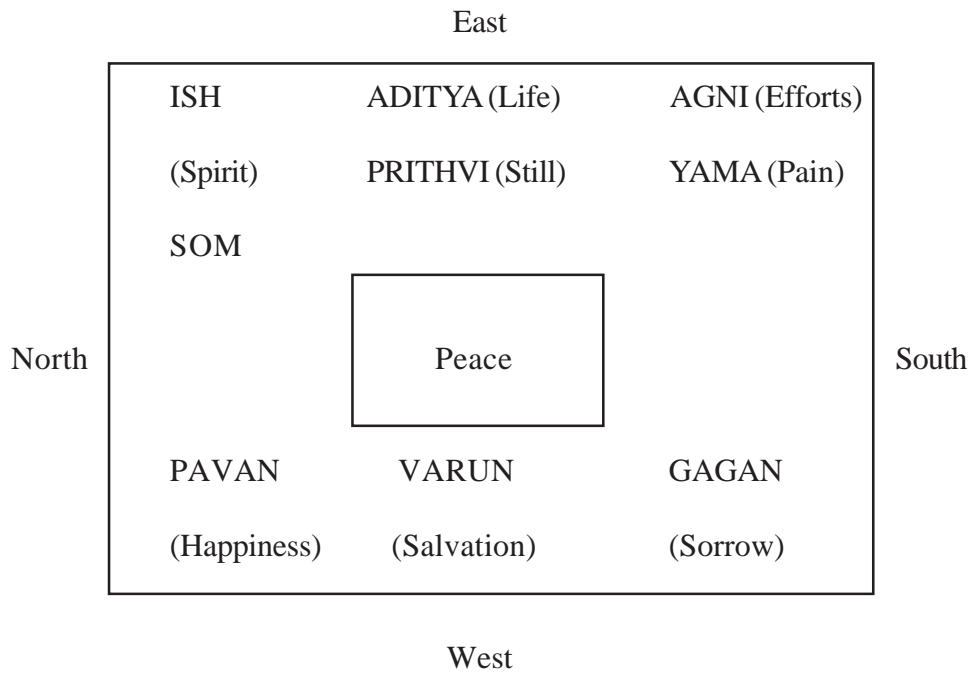 East
ISH ADITYA (Life) AGNI (Efforts)
(Spirit) PRITHVI (Still) YAMA (Pain)
SOM
North Peace South
PAVAN VARUN GAGAN
(Happiness) (Salvation) (Sorrow)
West